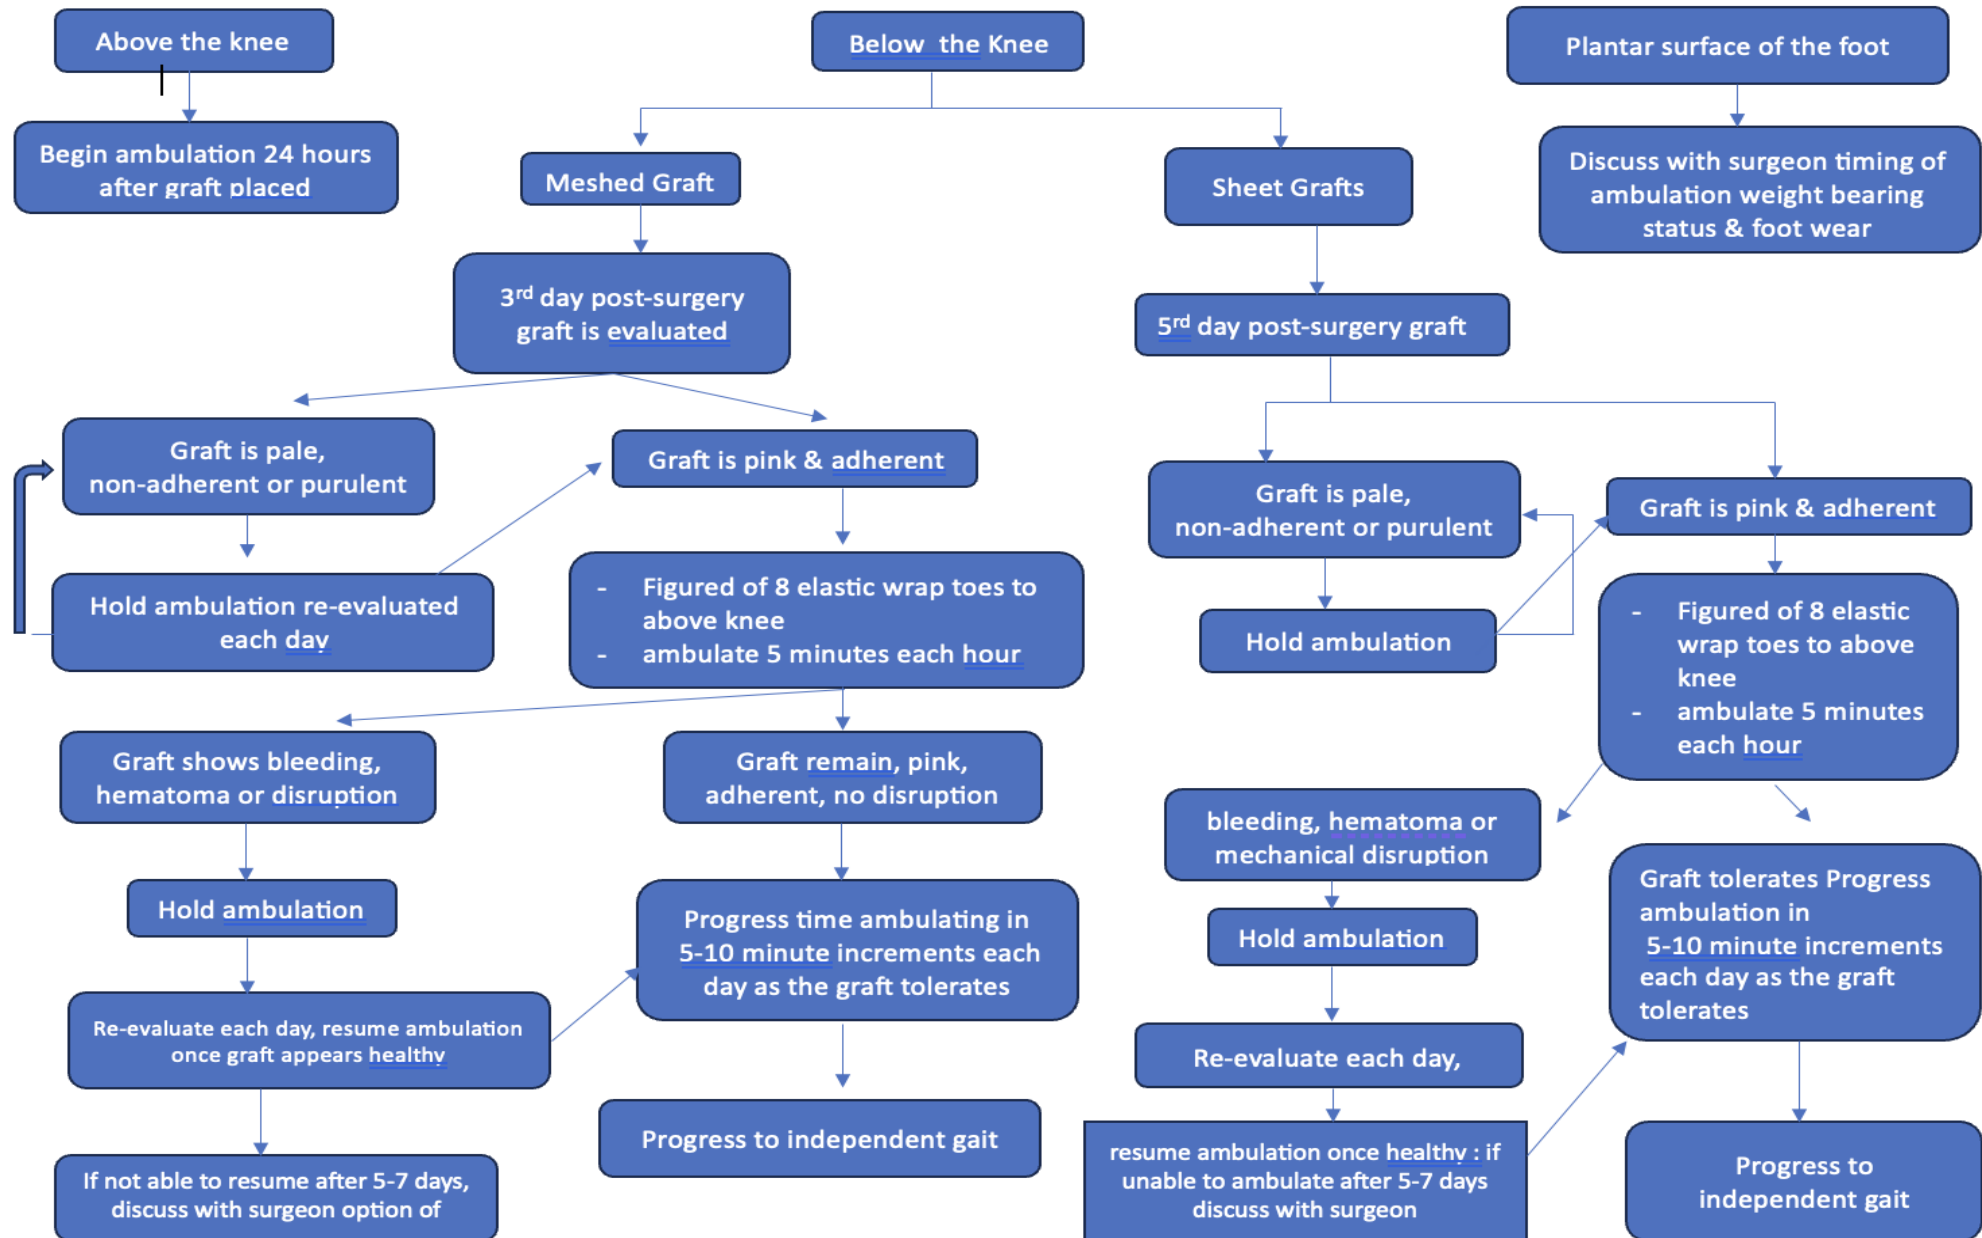 Above the knee
Begin ambulation 24 hours
after graft placed
Below the Knee
Meshed Graft
3rd day post-surgery
graft is evaluated
Graft is pale,
non-adherent or purulent
Hold ambulation re-evaluated
each day
Graft is pink & adherent
- Figured of 8 elastic wrap toes to
above knee
- ambulate 5 minutes each hour
Graft shows bleeding,
hematoma or disruption
Hold ambulation
Re-evaluate each day, resume ambulation
once graft appears healthy
If not able to resume after 5-7 days,
discuss with surgeon option of
Graft remain, pink,
adherent, no disruption
Progress time ambulating in
5-10 minute increments each
day as the graft tolerates
Progress to independent gait
Sheet Grafts
5rd day post-surgery graft
Graft is pale,
non-adherent or purulent
Hold ambulation
Graft is pink & adherent
- Figured of 8 elastic
wrap toes to above
knee
- ambulate 5 minutes
each hour
bleeding, hematoma or
mechanical disruption
Hold ambulation
Re-evaluate each day,
resume ambulation once healthy : if
unable to ambulate after 5-7 days
discuss with surgeon
Graft tolerates Progress
ambulation in
5-10 minute increments
each day as the graft
tolerates
Progress to
independent gait
Plantar surface of the foot
Discuss with surgeon timing of
ambulation weight bearing
status & foot wear